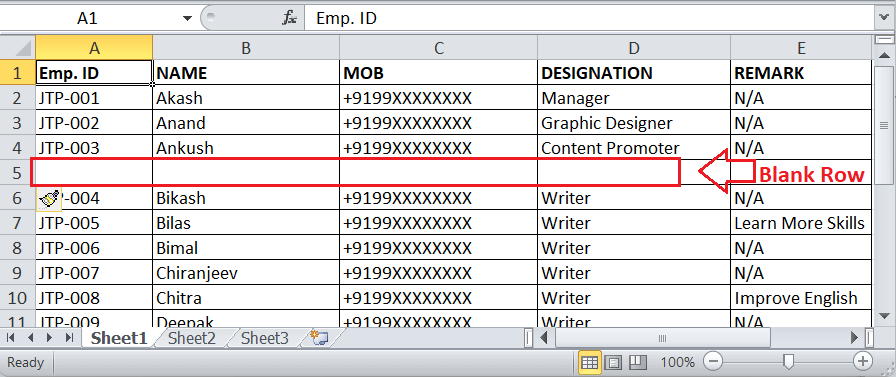 A1 fx Emp. ID
A B C D E
1 Emp. ID NAME MOB DESIGNATION REMARK
2 JTP-001 Akash +9199XXXXXXXX Manager N/A
3 JTP-002 Anand +9199XXXXXXXX Graphic Designer N/A
4 JTP-003 Ankush +9199XXXXXXXX Content Promoter N/A
5 Blank Row
6 P-004 Bikash +9199XXXXXXXX Writer N/A
7 JTP-005 Bilas +9199XXXXXXXX Writer Learn More Skills
8 JTP-006 Bimal +9199XXXXXXXX Writer N/A
9 JTP-007 Chiranjeev +9199XXXXXXXX Writer N/A
10 JTP-008 Chitra +9199XXXXXXXX Writer Improve English
11 JTP-009 Deepak +9199XXXXXXXX Writer N/A
Sheet1 Sheet2 Sheet3
Ready 100%